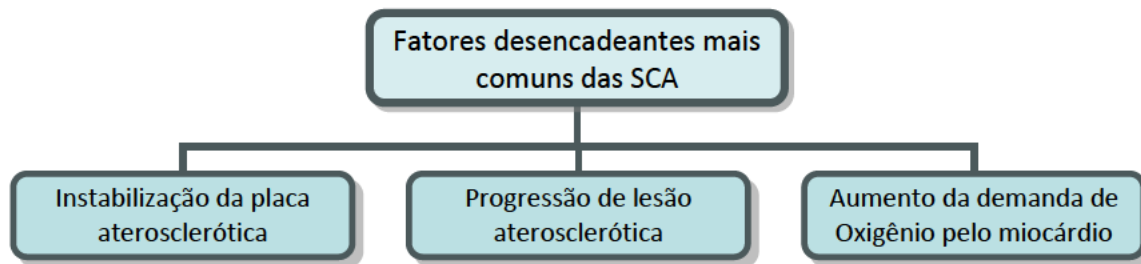 Fatores desencadeantes mais
comuns das SCA
Instabilização da placa
aterosclerótica
Progressão de lesão
aterosclerótica
Aumento da demanda de
Oxigênio pelo miocárdio